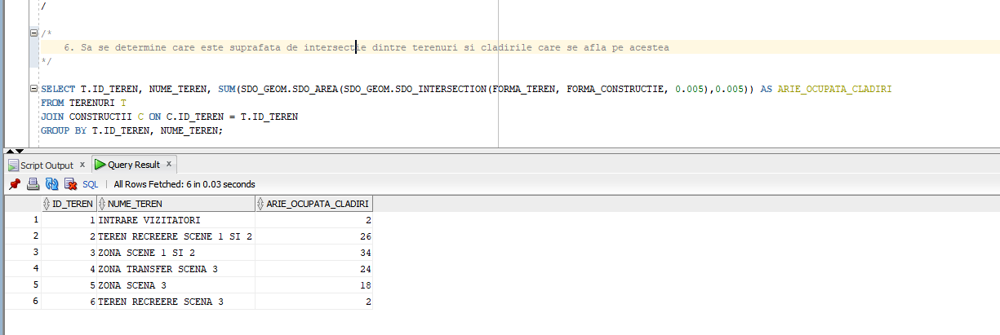 /
/*
6. Sa se determine care este suprafata de intersectie dintre terenuri si cladirile care se afla pe acestea
*/
SELECT T.ID_TEREN, NUME_TEREN, SUM(SDO_GEOM.SDO_AREA(SDO_GEOM.SDO_INTERSECTION(FORMA_TEREN, FORMA_CONSTRUCTIE, 0.005),0.005)) AS ARIE_OCUPATA_CLADIRI
FROM TERENURI T
JOIN CONSTRUCTII C ON C.ID_TEREN = T.ID_TEREN
GROUP BY T.ID_TEREN, NUME_TEREN;
Script Output x Query Result x
SQL | All Rows Fetched: 6 in 0.03 seconds
ID_TEREN NUME_TEREN ARIE_OCUPATA_CLADIRI
1 1 INTRARE VIZITATORI 2
2 2 TEREN RECREERE SCENE 1 SI 2 26
3 3 ZONA SCENE 1 SI 2 34
4 4 ZONA TRANSFER SCENA 3 24
5 5 ZONA SCENA 3 18
6 6 TEREN RECREERE SCENA 3 2